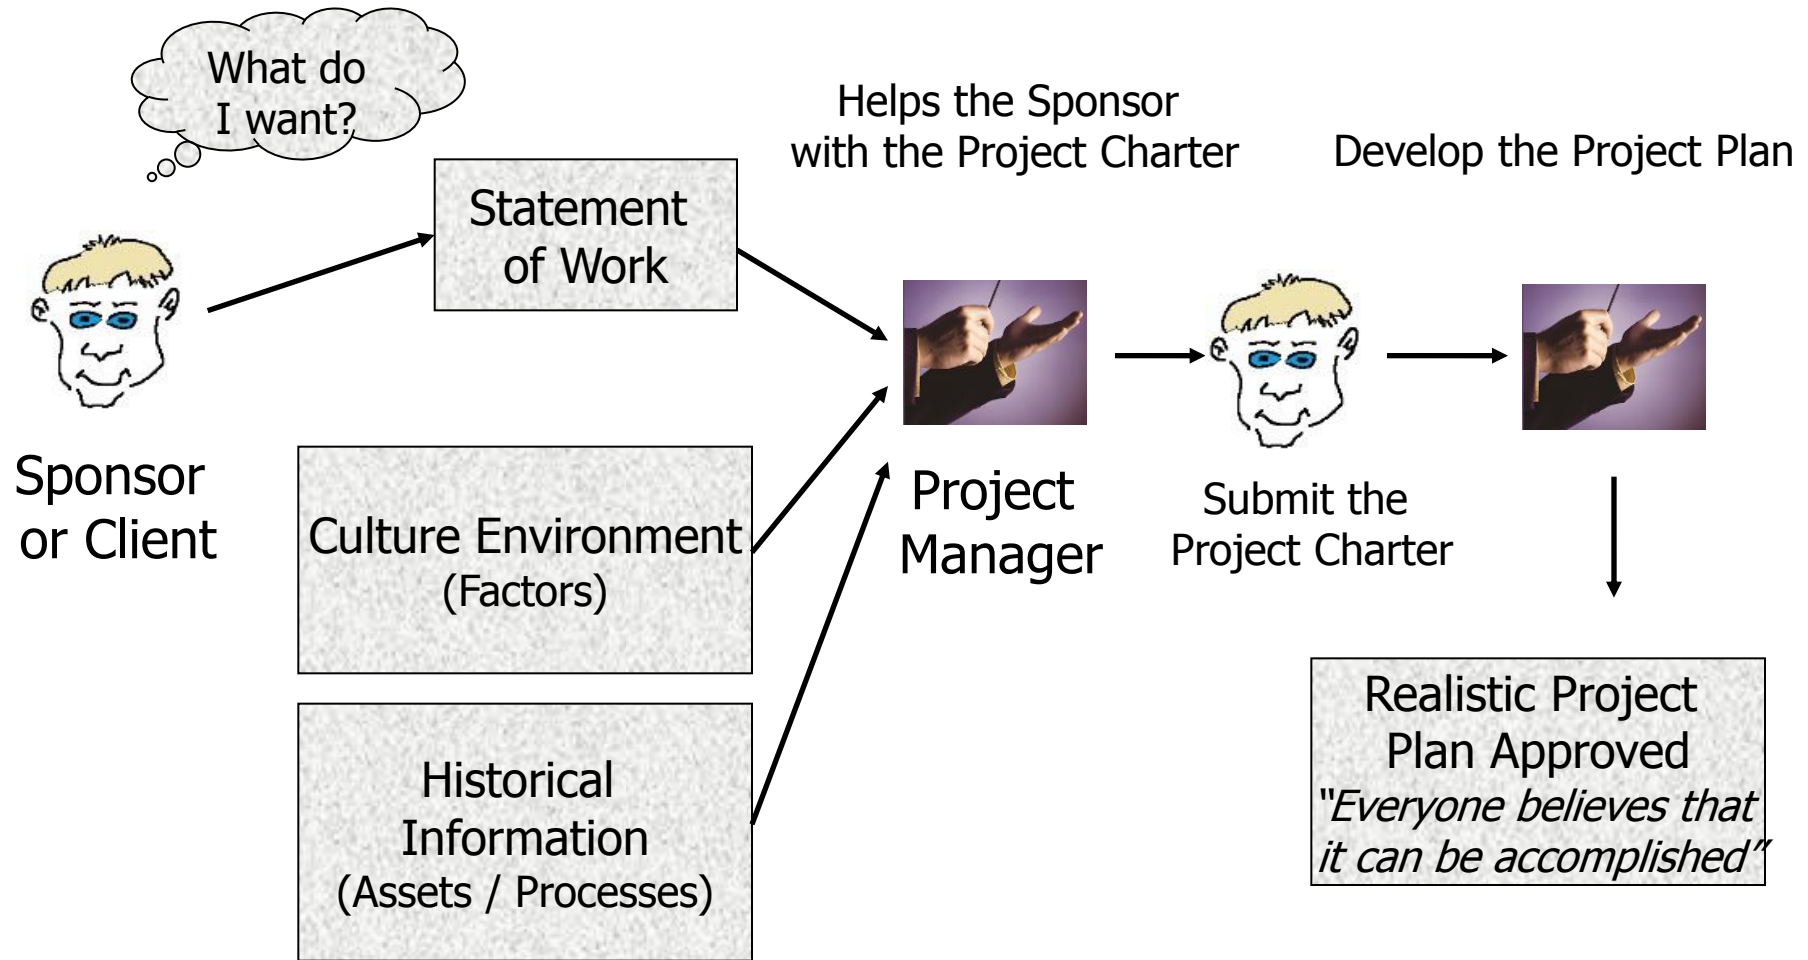 What do
I want?
Helps the Sponsor
with the Project Charter
Develop the Project Plan
Statement
of Work
Sponsor
or Client
Culture Environment
(Factors)
Project
Manager
Submit the
Project Charter
Historical
Information
(Assets / Processes)
Realistic Project
Plan Approved
“Everyone believes that
it can be accomplished”